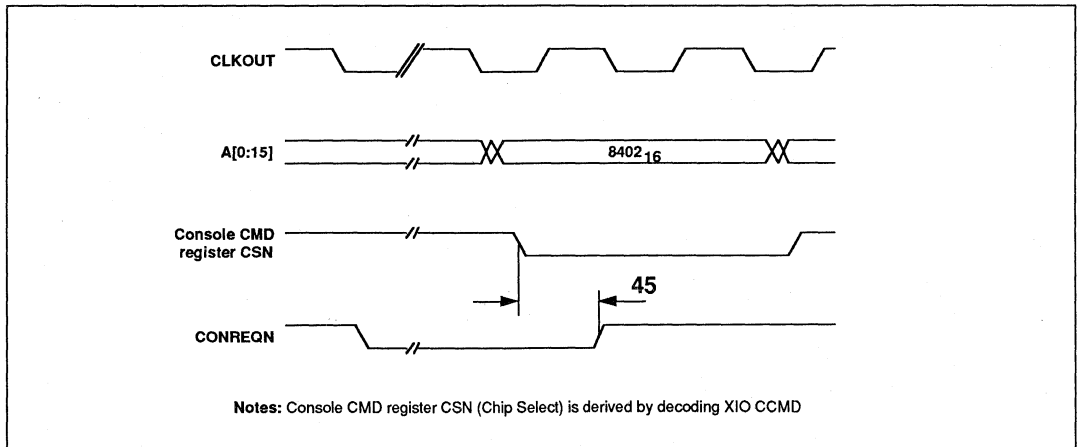 CLKOUT
A[0:15]
8402₁₆
Console CMD
register CSN
45
CONREQN
Notes: Console CMD register CSN (Chip Select) is derived by decoding XIO CCMD